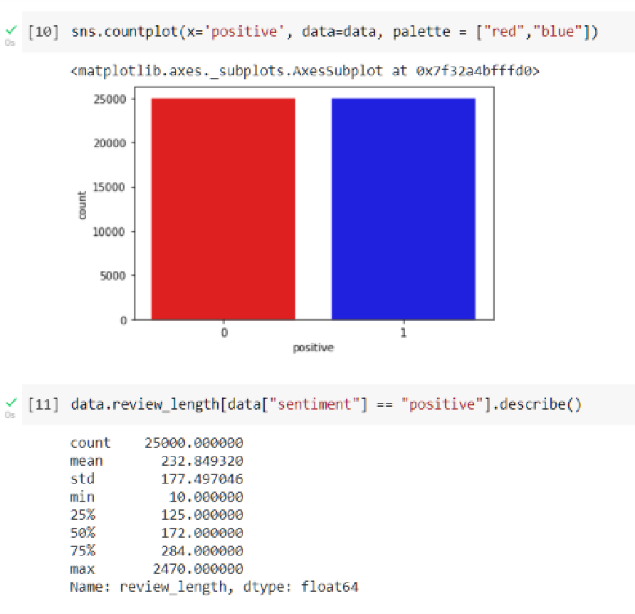 [10] sns.countplot(x='positive', data=data, palette = ["red","blue"])
0s
<matplotlib.axes._subplots.AxesSubplot at 0x7f32a4bfffd0>
25000
20000
15000
10000
5000
0
count
0 1
positive
[11] data.review_length[data["sentiment"] == "positive"].describe()
0s
count 25000.000000
mean 232.849320
std 177.497046
min 10.000000
25% 125.000000
50% 172.000000
75% 284.000000
max 2470.000000
Name: review_length, dtype: float64